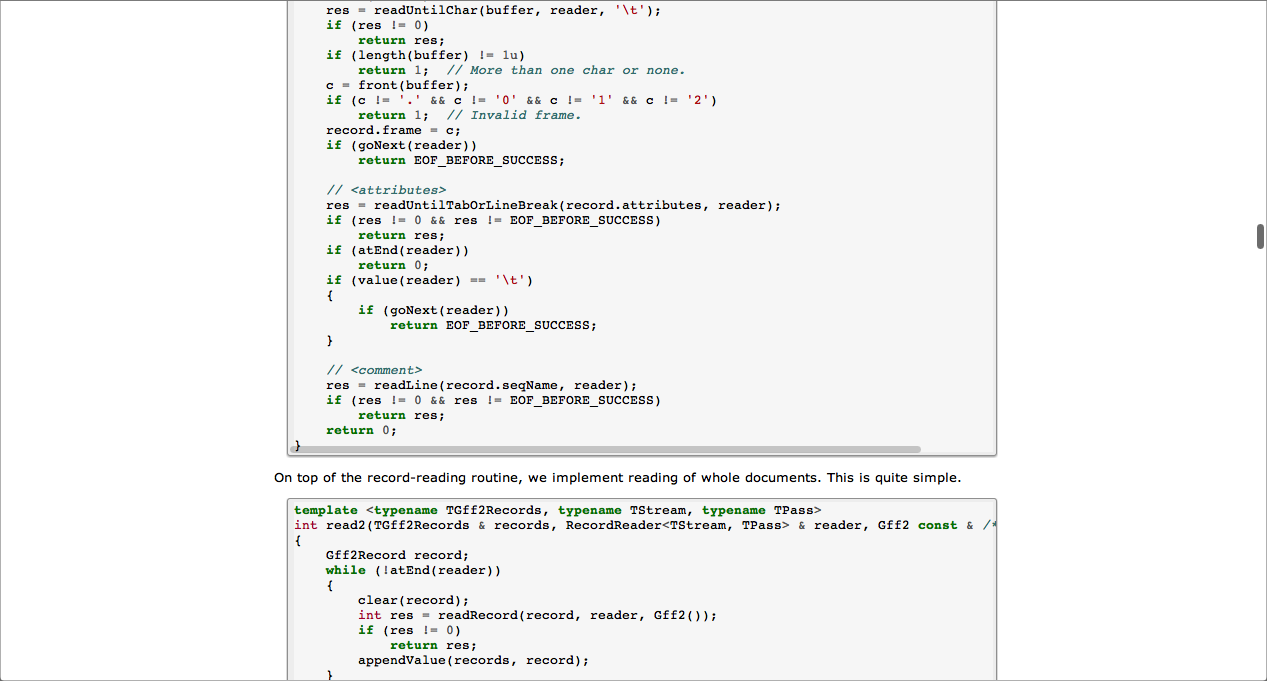 res = readUntilChar(buffer, reader, '\t');
    if (res != 0)
        return res;
    if (length(buffer) != 1u)
        return 1;  // More than one char or none.
    c = front(buffer);
    if (c != '.' && c != '0' && c != '1' && c != '2')
        return 1;  // Invalid frame.
    record.frame = c;
    if (goNext(reader))
        return EOF_BEFORE_SUCCESS;

    // <attributes>
    res = readUntilTabOrLineBreak(record.attributes, reader);
    if (res != 0 && res != EOF_BEFORE_SUCCESS)
        return res;
    if (atEnd(reader))
        return 0;
    if (value(reader) == '\t')
    {
        if (goNext(reader))
            return EOF_BEFORE_SUCCESS;
    }

    // <comment>
    res = readLine(record.seqName, reader);
    if (res != 0 && res != EOF_BEFORE_SUCCESS)
        return res;
    return 0;
}
On top of the record-reading routine, we implement reading of whole documents. This is quite simple.
template <typename TGff2Records, typename TStream, typename TPass>
int read2(TGff2Records & records, RecordReader<TStream, TPass> & reader, Gff2 const & /*
{
    Gff2Record record;
    while (!atEnd(reader))
    {
        clear(record);
        int res = readRecord(record, reader, Gff2());
        if (res != 0)
            return res;
        appendValue(records, record);
    }